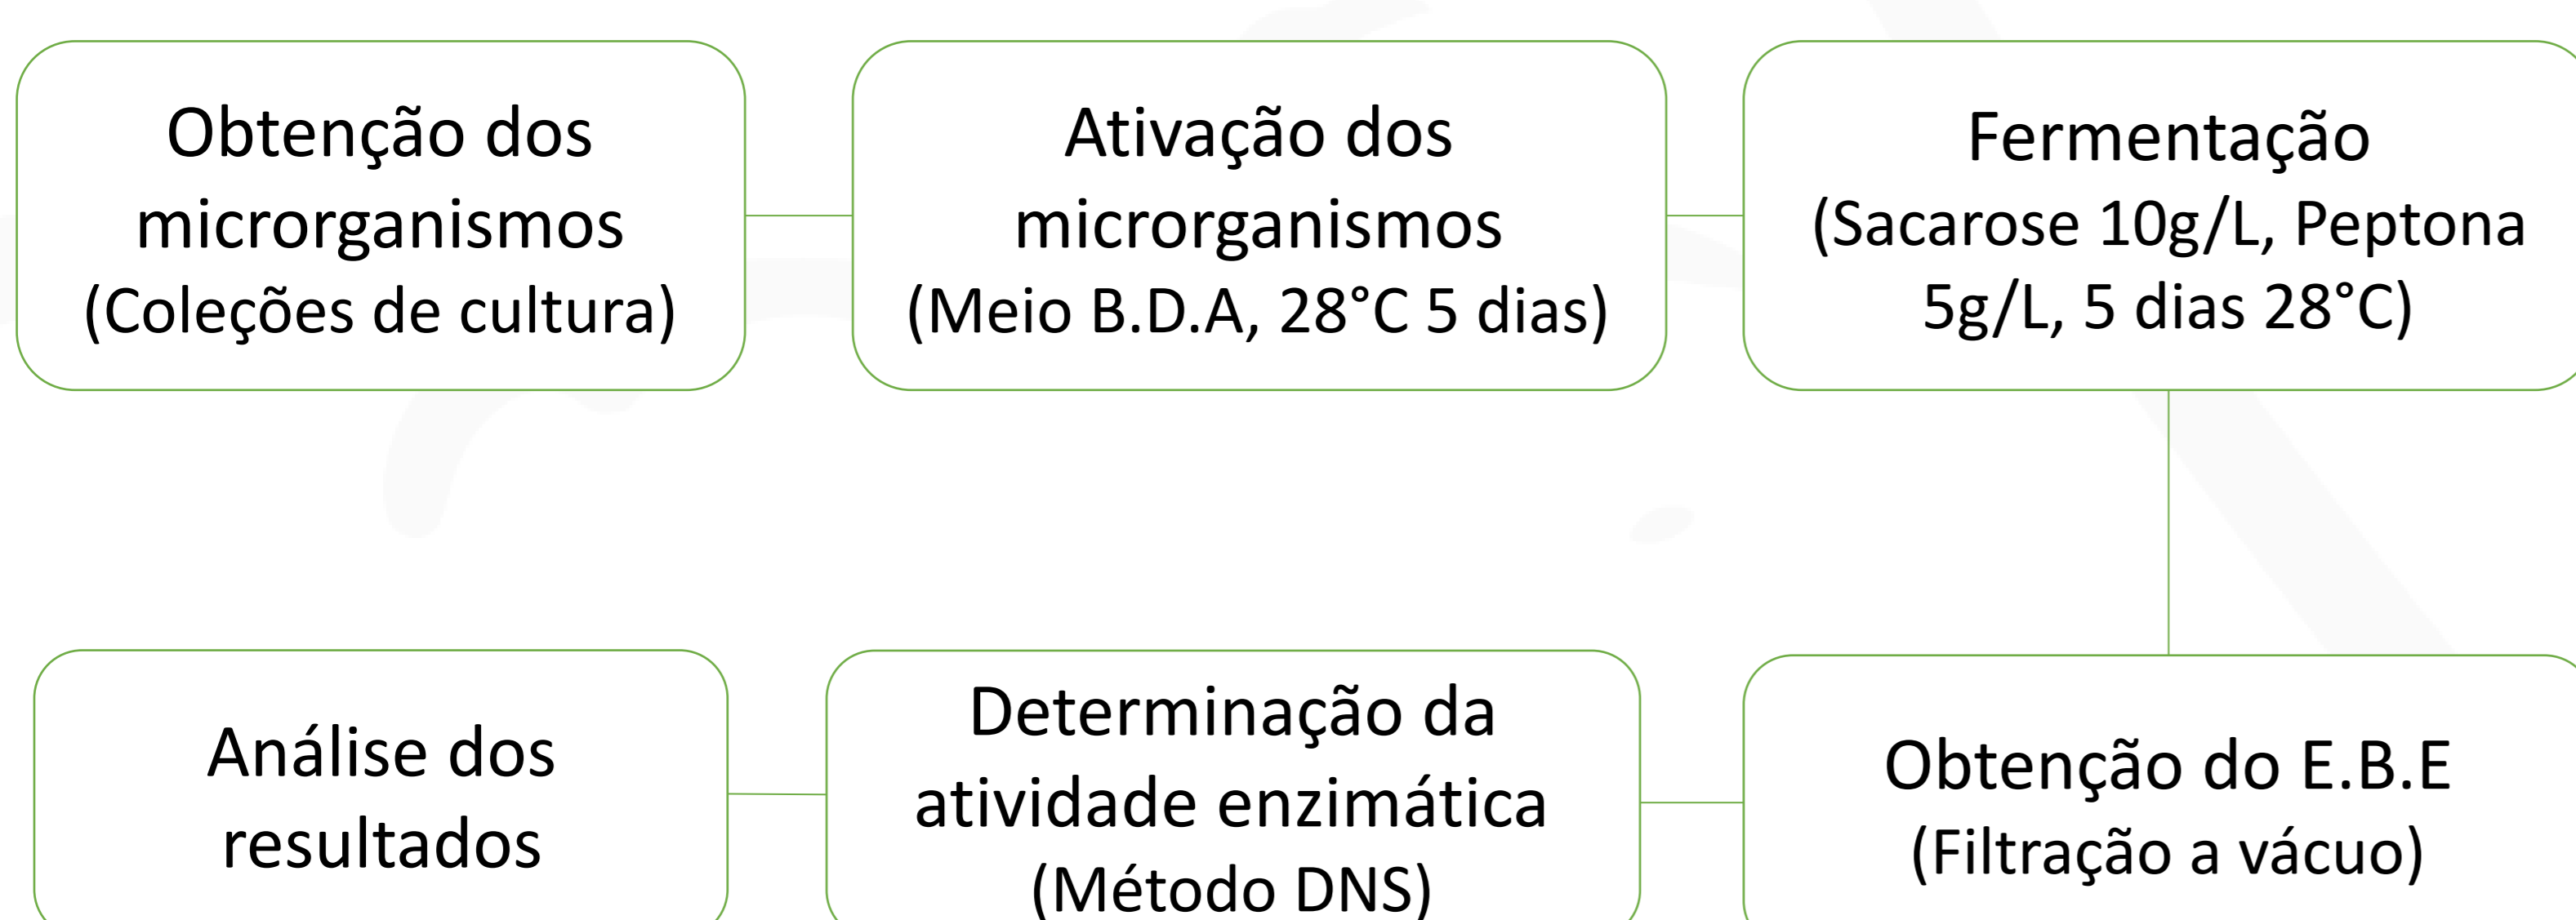 Obtenção dos
microrganismos
(Coleções de cultura)
Ativação dos
microrganismos
(Meio B.D.A, 28°C 5 dias)
Fermentação
(Sacarose 10g/L, Peptona
5g/L, 5 dias 28°C)
Análise dos
resultados
Determinação da
atividade enzimática
(Método DNS)
Obtenção do E.B.E
(Filtração a vácuo)